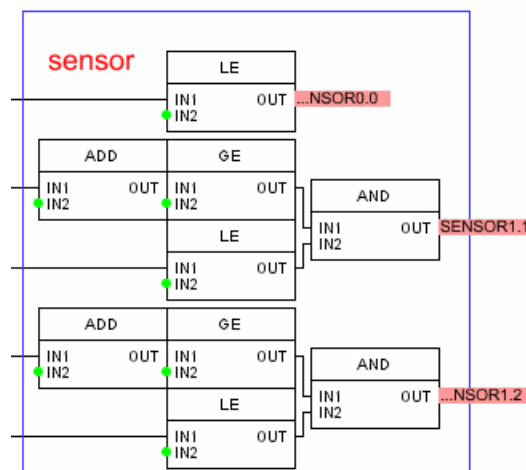 sensor
LE
IN1 OUT ...NSOR0.0
IN2
ADD GE
IN1 OUT IN1 OUT
IN2 IN2
AND
IN1 OUT SENSOR1.1
IN2
LE
IN1 OUT
IN2
ADD GE
IN1 OUT IN1 OUT
IN2 IN2
AND
IN1 OUT ...NSOR1.2
IN2
LE
IN1 OUT
IN2